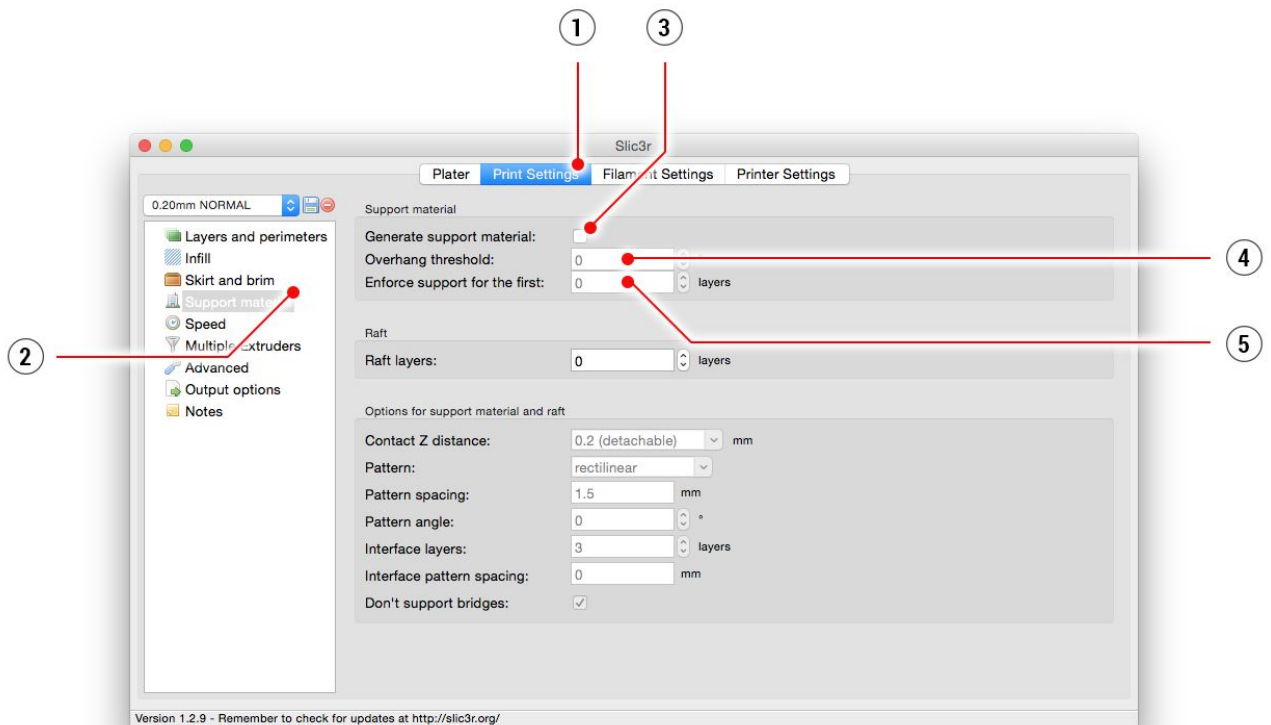 1
3
Slic3r
Plater Print Settings Filament Settings Printer Settings
0.20mm NORMAL
Support material
Layers and perimeters
Generate support material:
Infill
Overhang threshold: 0
4
Skirt and brim
Enforce support for the first: 0 layers
Support material
Speed
Raft
Multiple Extruders
5
2
Advanced
Raft layers: 0 layers
Output options
Notes
Options for support material and raft
Contact Z distance: 0.2 (detachable) mm
Pattern: rectilinear
Pattern spacing: 1.5 mm
Pattern angle: 0 °
Interface layers: 3 layers
Interface pattern spacing: 0 mm
Don't support bridges:
Version 1.2.9 - Remember to check for updates at http://slic3r.org/